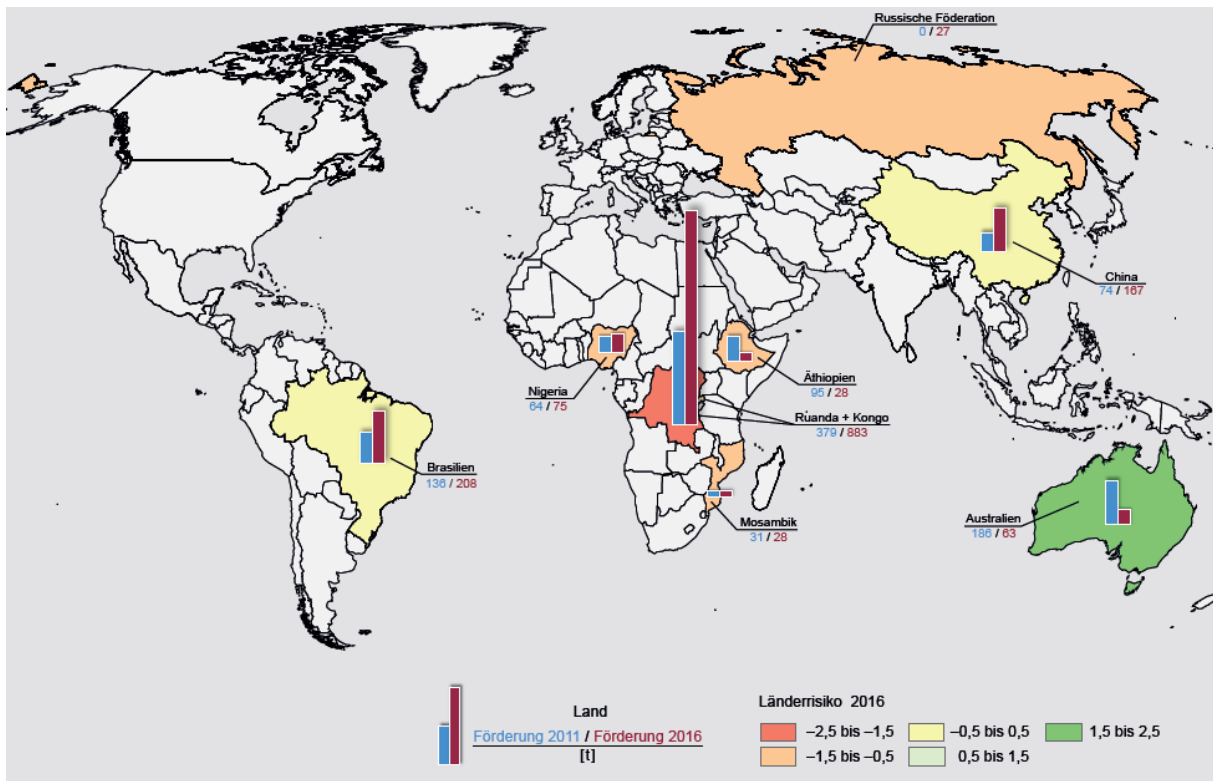 Russische Föderation
0 / 27
China
74 / 167
Nigeria
64 / 75
Äthiopien
95 / 28
Ruanda + Kongo
379 / 883
Brasilien
136 / 208
Mosambik
31 / 28
Australien
186 / 63
Land
Förderung 2011 / Förderung 2016
[t]
Länderrisiko 2016
–2,5 bis –1,5
–0,5 bis 0,5
1,5 bis 2,5
–1,5 bis –0,5
0,5 bis 1,5